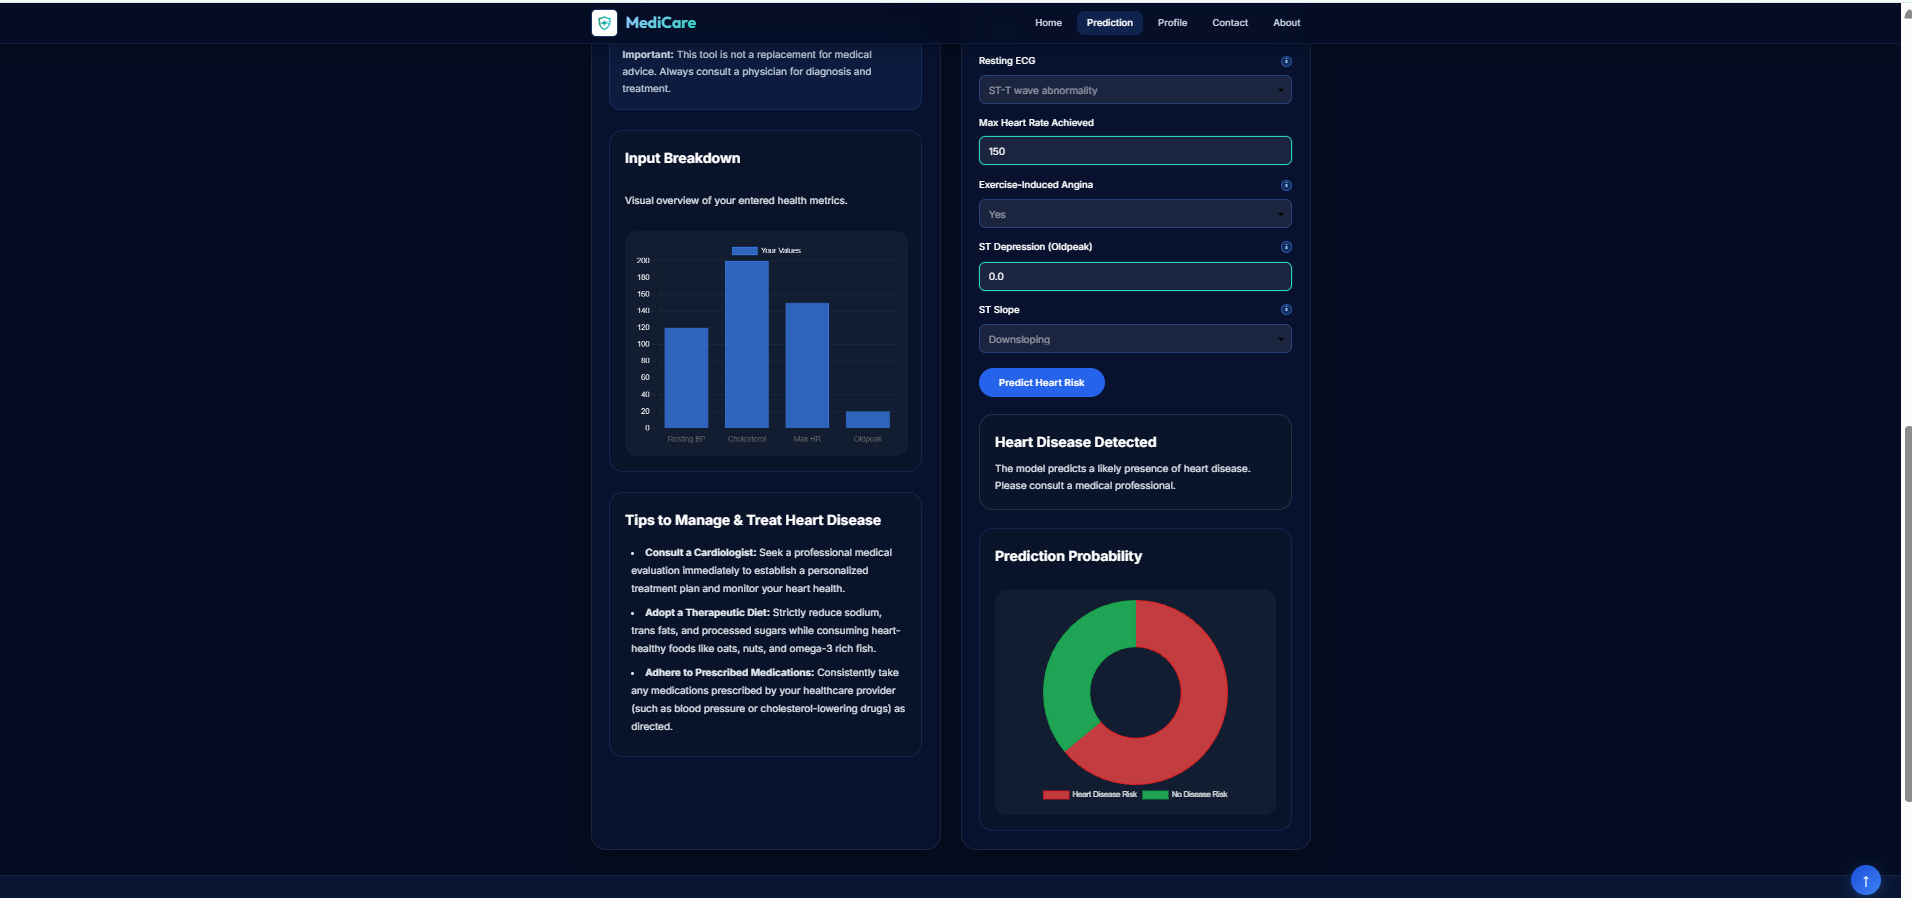 MediCare
Home
Prediction
Profile
Contact
About
Important: This tool is not a replacement for medical
advice. Always consult a physician for diagnosis and
treatment.
Input Breakdown
Visual overview of your entered health metrics.
Your Values
200
180
160
140
120
100
80
60
40
20
0
Resting BP
Cholesterol
Max HR
Oldpeak
Tips to Manage & Treat Heart Disease
• Consult a Cardiologist: Seek a professional medical
evaluation immediately to establish a personalized
treatment plan and monitor your heart health.
• Adopt a Therapeutic Diet: Strictly reduce sodium,
trans fats, and processed sugars while consuming heart-
healthy foods like oats, nuts, and omega-3 rich fish.
• Adhere to Prescribed Medications: Consistently take
any medications prescribed by your healthcare provider
(such as blood pressure or cholesterol-lowering drugs) as
directed.
Resting ECG
ST-T wave abnormality
Max Heart Rate Achieved
150
Exercise-Induced Angina
Yes
ST Depression (Oldpeak)
0.0
ST Slope
Downsloping
Predict Heart Risk
Heart Disease Detected
The model predicts a likely presence of heart disease.
Please consult a medical professional.
Prediction Probability
Heart Disease Risk
No Disease Risk